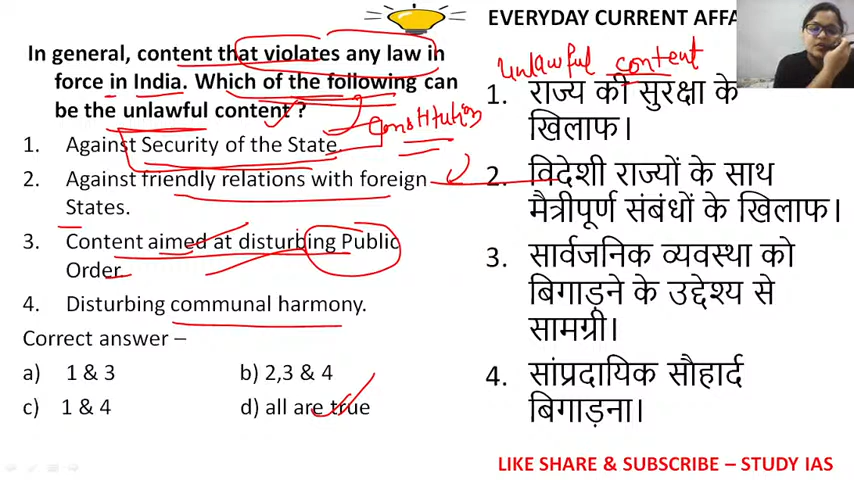 EVERYDAY CURRENT AFFA
In general, content that violates any law in
force in India. Which of the following can
be the unlawful content ?
Constitution
1. Against Security of the State.
2. Against friendly relations with foreign
States.
3. Content aimed at disturbing Public
Order.
4. Disturbing communal harmony.
Correct answer –
a) 1 & 3 b) 2,3 & 4
c) 1 & 4 d) all are true
unlawful content
1. राज्य की सुरक्षा के
खिलाफ।
2. विदेशी राज्यों के साथ
मैत्रीपूर्ण संबंधों के खिलाफ।
3. सार्वजनिक व्यवस्था को
बिगाड़ने के उद्देश्य से
सामग्री।
4. सांप्रदायिक सौहार्द
बिगाड़ना।
LIKE SHARE & SUBSCRIBE – STUDY IAS